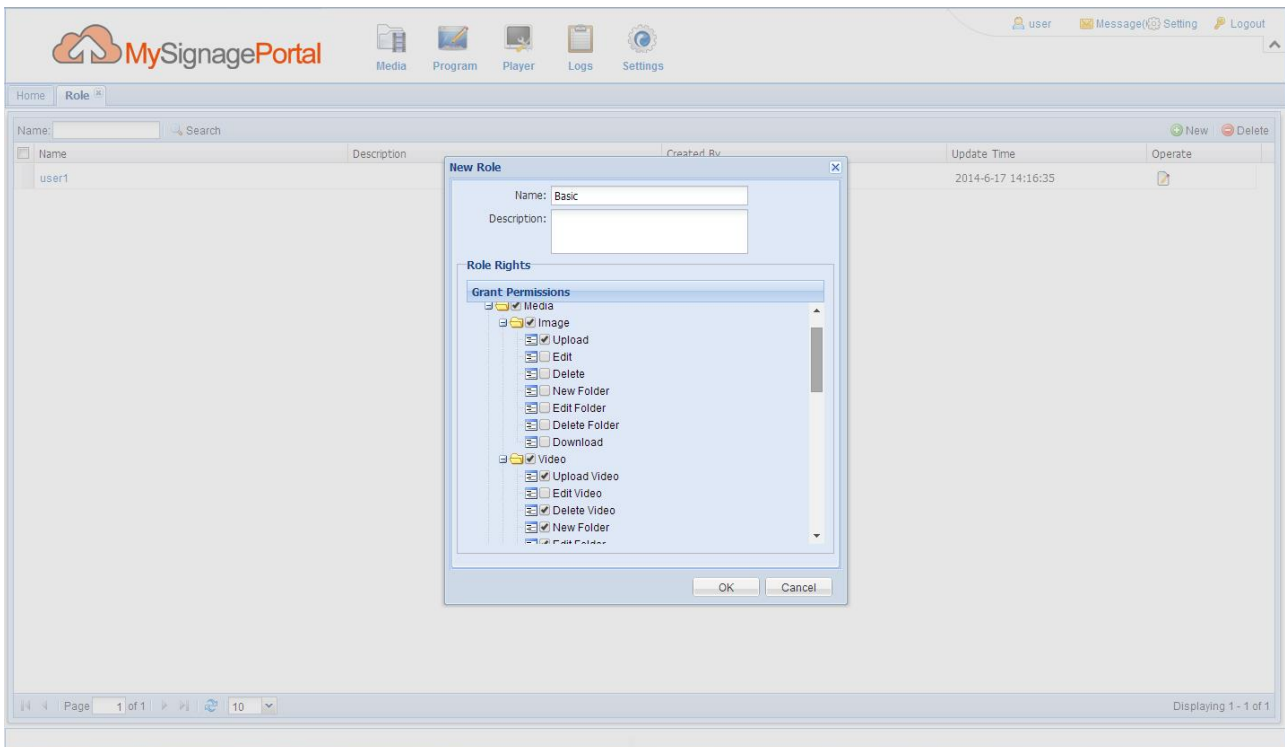 user Message( Setting Logout
MySignagePortal
Media Program Player Logs Settings
Home Role
Name: Search New Delete
Name Description Created By Update Time Operate
user1 2014-6-17 14:16:35
New Role
Name: Basic
Description:
Role Rights
Grant Permissions
Media
Image
Upload
Edit
Delete
New Folder
Edit Folder
Delete Folder
Download
Video
Upload Video
Edit Video
Delete Video
New Folder
Edit Folder
OK Cancel
Page 1 of 1 10 Displaying 1 - 1 of 1